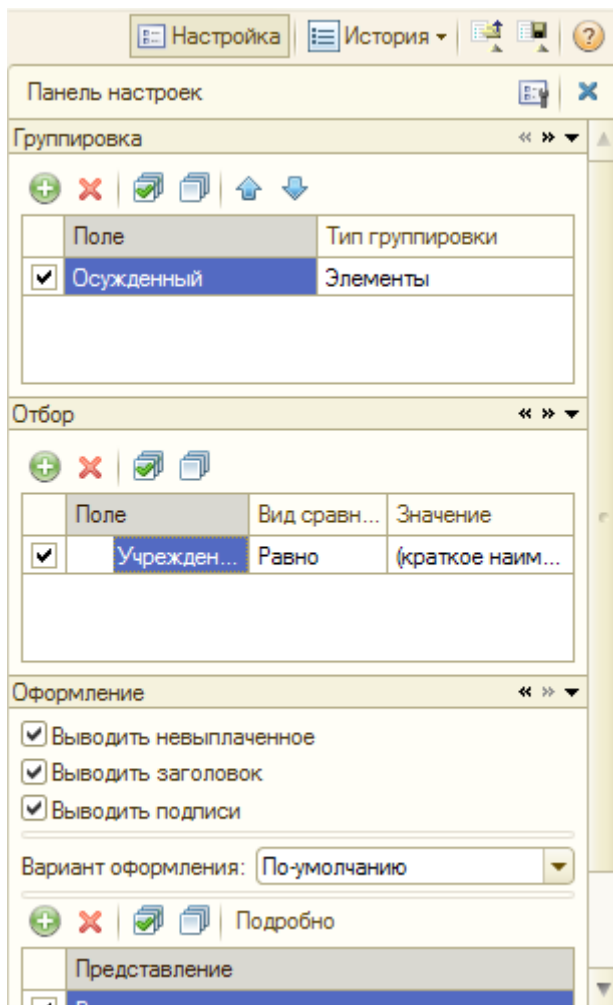 Настройка История
Панель настроек
Группировка
Поле Тип группировки
Осужденный Элементы
Отбор
Поле Вид сравн... Значение
Учрежден... Равно (краткое наим...
Оформление
Выводить невыплаченное
Выводить заголовок
Выводить подписи
Вариант оформления: По-умолчанию
Подробно
Представление